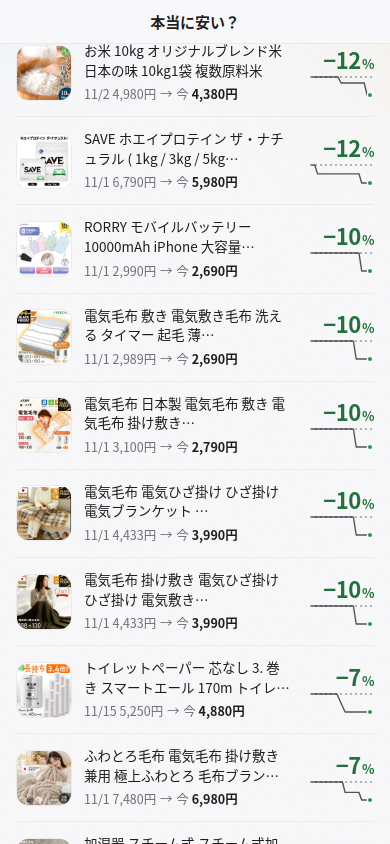 本当に安い？
お米 10kg オリジナルブレンド米
日本の味 10kg1袋 複数原料米
11/2 4,980円 → 今 4,380円
−12%
SAVE ホエイプロテイン ザ・ナチ
ュラル ( 1kg / 3kg / 5kg…
11/1 6,790円 → 今 5,980円
−12%
RORRY モバイルバッテリー
10000mAh iPhone 大容量…
11/1 2,990円 → 今 2,690円
−10%
電気毛布 敷き 電気敷き毛布 洗え
る タイマー 起毛 薄…
11/1 2,989円 → 今 2,690円
−10%
電気毛布 日本製 電気毛布 敷き 電
気毛布 掛け敷き…
11/1 3,100円 → 今 2,790円
−10%
電気毛布 電気ひざ掛け ひざ掛け
電気ブランケット …
11/1 4,433円 → 今 3,990円
−10%
電気毛布 掛け敷き 電気ひざ掛け
ひざ掛け 電気敷き…
11/1 4,433円 → 今 3,990円
−10%
トイレットペーパー 芯なし 3. 巻
き スマートエール 170m トイレ…
11/15 5,250円 → 今 4,880円
−7%
ふわとろ毛布 電気毛布 掛け敷き
兼用 極上ふわとろ 毛布ブラン…
11/1 7,480円 → 今 6,980円
−7%
加湿器 スチーム式 スチーム式加